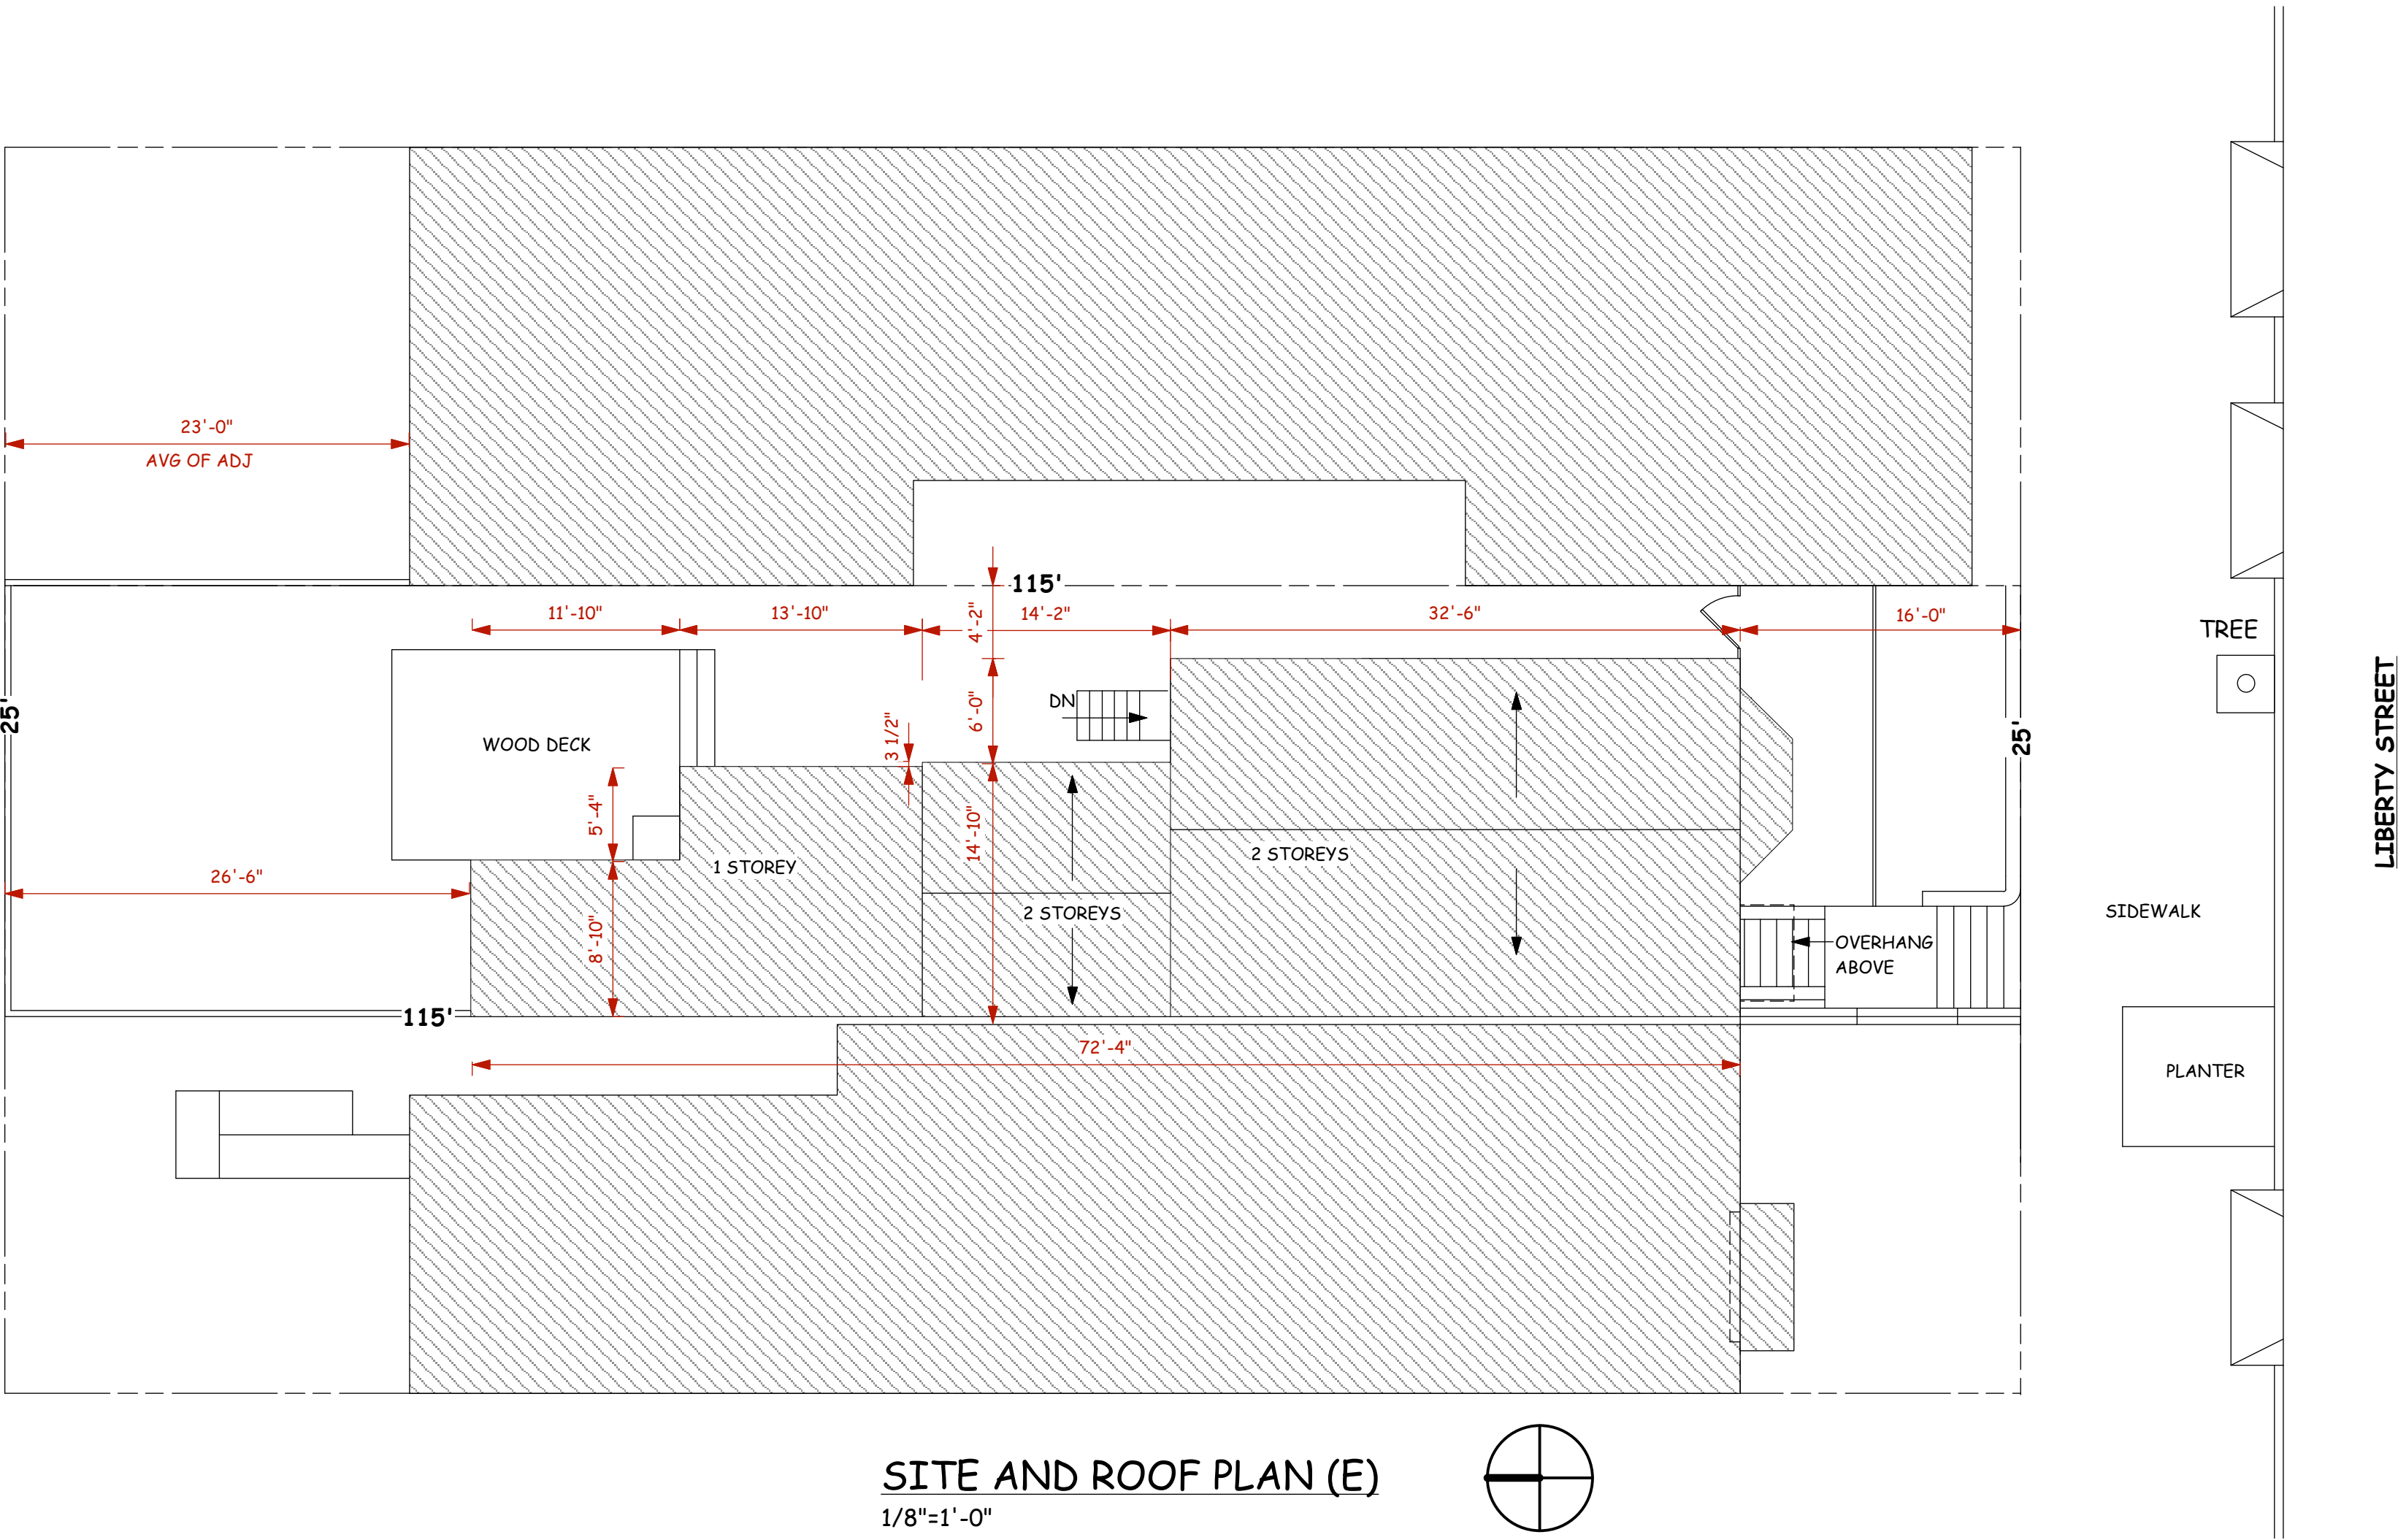 23'-0"
AVG OF ADJ
115'
11'-10"
13'-10"
4'-2"
14'-2"
32'-6"
16'-0"
TREE
25'
DN
6'-0"
3 1/2"
WOOD DECK
25'
LIBERTY STREET
5'-4"
14'-10"
1 STOREY
2 STOREYS
26'-6"
8'-10"
2 STOREYS
SIDEWALK
OVERHANG
ABOVE
115'
72'-4"
PLANTER
SITE AND ROOF PLAN (E)
1/8"=1'-0"